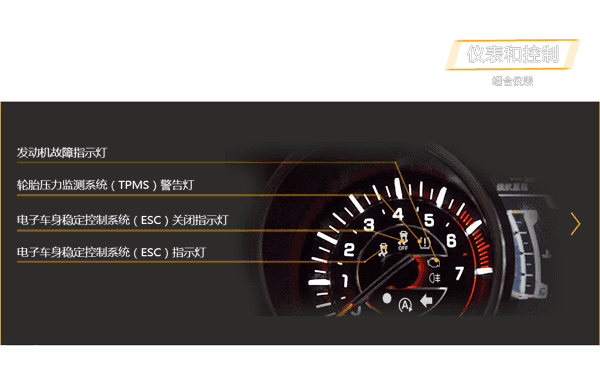 仪表和控制
组合仪表
发动机故障指示灯
轮胎压力监测系统（TPMS）警告灯
电子车身稳定控制系统（ESC）关闭指示灯
电子车身稳定控制系统（ESC）指示灯
1
2
3
4
5
6
7
OFF
A